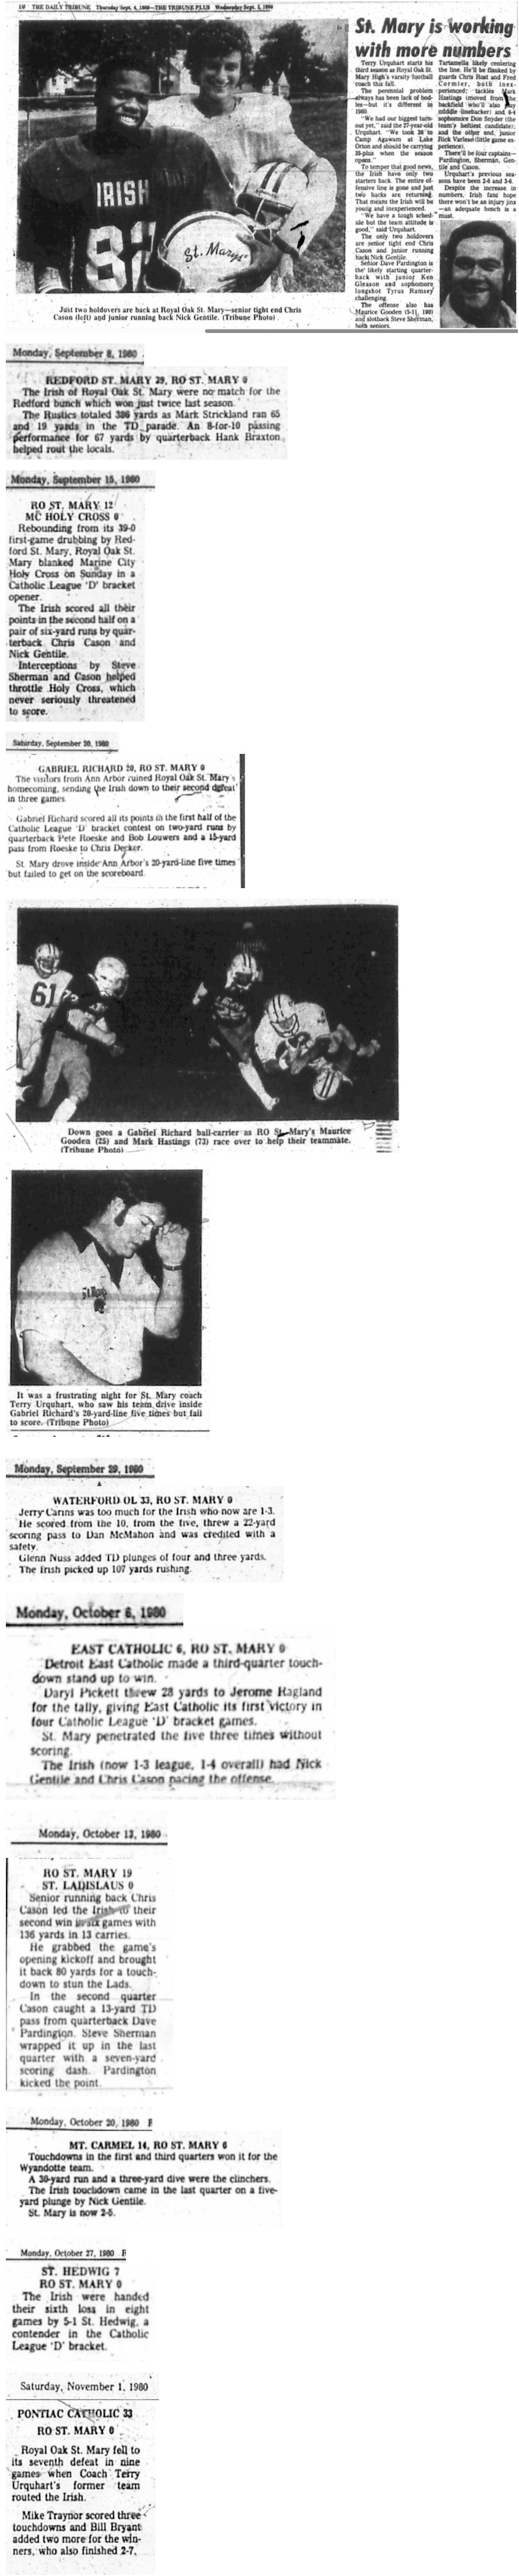 10 THE DAILY TRIBUNE Thursday Sept. 4, 1980—THE TRIBUNE PLUS Wednesday Sept. 3, 1980
St. Mary is working
with more numbers
Terry Urquhart starts his
third season as Royal Oak St.
Mary High's varsity football
coach this fall.
The perennial problem
always has been lack of bod-
ies—but it's different in
1980.
"We had our biggest turn-
out yet," said the 27-year-old
Urquhart. "We took 36 to
Camp Agawam at Lake
Orion and should be carrying
35-plus when the season
opens."
To temper that good news,
the Irish have only two
starters back. The entire of-
fensive line is gone and just
two backs are returning.
That means the Irish will be
young and inexperienced.
"We have a tough sched-
ule but the team attitude is
good," said Urquhart.
The only two holdovers
are senior tight end Chris
Cason and junior running
back Nick Gentile.
Senior Dave Pardington is
the likely starting quarter-
back with junior Ken
Gleason and sophomore
longshot Tyrus Ramsey
challenging.
The offense also has
Maurice Gooden (5-11, 190)
and slotback Steve Sherman,
both seniors.
Tartamella likely centering
the line. He'll be flanked by
guards Chris Rust and Fred
Cormier, both inex-
perienced; tackles Mark
Hastings (moved from
backfield who'll also
middle linebacker) and 6-4
sophomore Don Snyder (the
team's heftiest candidate);
and the other end, junior
Rick Varlesé (little game ex-
perience).
There'll be four captains—
Pardington, Sherman, Gen-
tile and Cason.
Urquhart's previous sea-
sons have been 3-6 and 3-6.
Despite the increase in
numbers, Irish fans hope
there won't be an injury jinx
—an adequate bench is a
must.
IRISH
St. Marys
Just two holdovers are back at Royal Oak St. Mary—senior tight end Chris
Cason (left) and junior running back Nick Gentile. (Tribune Photo)
Monday, September 8, 1980
REDFORD ST. MARY 39, RO ST. MARY 0
The Irish of Royal Oak St. Mary were no match for the
Redford bunch which won just twice last season.
The Rustics totaled 386 yards as Mark Strickland ran 65
and 19 yards in the TD parade. An 8-for-10 passing
performance for 67 yards by quarterback Hank Braxton
helped rout the locals.
Monday, September 15, 1980
RO ST. MARY 12
MC HOLY CROSS 0
Rebounding from its 39-0
first-game drubbing by Red-
ford St. Mary, Royal Oak St.
Mary blanked Marine City
Holy Cross on Sunday in a
Catholic League 'D' bracket
opener.
The Irish scored all their
points in the second half on a
pair of six-yard runs by quar-
terback Chris Cason and
Nick Gentile.
Interceptions by Steve
Sherman and Cason helped
throttle Holy Cross, which
never seriously threatened
to score.
Saturday, September 20, 1980
GABRIEL RICHARD 20, RO ST. MARY 0
The visitors from Ann Arbor ruined Royal Oak St. Mary's
homecoming, sending the Irish down to their second defeat
in three games.
Gabriel Richard scored all its points in the first half of the
Catholic League 'D' bracket contest on two-yard runs by
quarterback Pete Roeske and Bob Louwers and a 15-yard
pass from Roeske to Chris Decker.
St. Mary drove inside Ann Arbor's 20-yard-line five times
but failed to get on the scoreboard.
61
Down goes a Gabriel Richard ball-carrier as RO St. Mary's Maurice
Gooden (25) and Mark Hastings (73) race over to help their teammate.
(Tribune Photo)
It was a frustrating night for St. Mary coach
Terry Urquhart, who saw his team drive inside
Gabriel Richard's 20-yard-line five times but fail
to score. (Tribune Photo)
Monday, September 29, 1980
WATERFORD OL 33, RO ST. MARY 0
Jerry Carins was too much for the Irish who now are 1-3.
He scored from the 10, from the five, threw a 22-yard
scoring pass to Dan McMahon and was credited with a
safety.
Glenn Nuss added TD plunges of four and three yards.
The Irish picked up 107 yards rushing.
Monday, October 6, 1980
EAST CATHOLIC 6, RO ST. MARY 0
Detroit East Catholic made a third-quarter touch-
down stand up to win.
Daryl Pickett threw 28 yards to Jerome Ragland
for the tally, giving East Catholic its first victory in
four Catholic League 'D' bracket games.
St. Mary penetrated the five three times without
scoring.
The Irish (now 1-3 league, 1-4 overall) had Nick
Gentile and Chris Cason pacing the offense.
Monday, October 13, 1980
RO ST. MARY 19
ST. LADISLAUS 0
Senior running back Chris
Cason led the Irish to their
second win in six games with
136 yards in 13 carries.
He grabbed the game's
opening kickoff and brought
it back 80 yards for a touch-
down to stun the Lads.
In the second quarter
Cason caught a 13-yard TD
pass from quarterback Dave
Pardington. Steve Sherman
wrapped it up in the last
quarter with a seven-yard
scoring dash. Pardington
kicked the point.
Monday, October 20, 1980 F
MT. CARMEL 14, RO ST. MARY 6
Touchdowns in the first and third quarters won it for the
Wyandotte team.
A 30-yard run and a three-yard dive were the clinchers.
The Irish touchdown came in the last quarter on a five-
yard plunge by Nick Gentile.
St. Mary is now 2-5.
Monday, October 27, 1980 F
ST. HEDWIG 7
RO ST. MARY 0
The Irish were handed
their sixth loss in eight
games by 5-1 St. Hedwig, a
contender in the Catholic
League 'D' bracket.
Saturday, November 1, 1980
PONTIAC CATHOLIC 33
RO ST. MARY 0
Royal Oak St. Mary fell to
its seventh defeat in nine
games when Coach Terry
Urquhart's former team
routed the Irish.
Mike Traynor scored three
touchdowns and Bill Bryant
added two more for the win-
ners, who also finished 2-7.